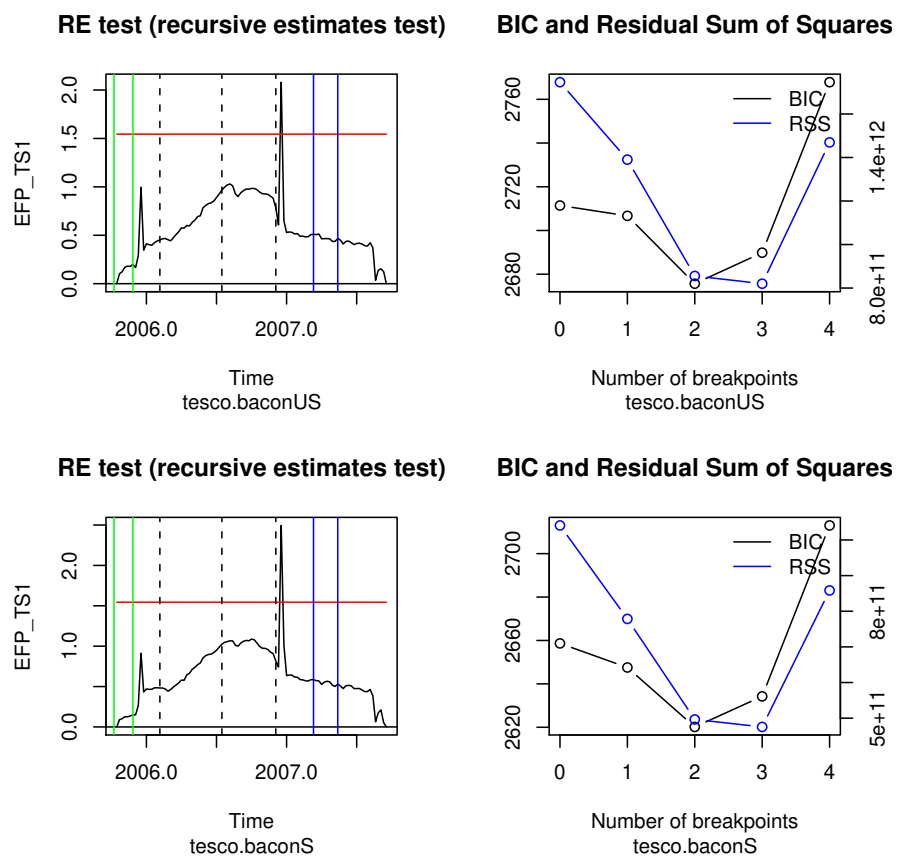 RE test (recursive estimates test)
EFP_TS1
0.0 0.5 1.0 1.5 2.0
2006.0 2007.0
Time
tesco.baconUS
BIC and Residual Sum of Squares
2680 2720 2760
BIC
RSS
8.0e+11 1.4e+12
0 1 2 3 4
Number of breakpoints
tesco.baconUS
RE test (recursive estimates test)
EFP_TS1
0.0 1.0 2.0
2006.0 2007.0
Time
tesco.baconS
BIC and Residual Sum of Squares
2620 2660 2700
BIC
RSS
5e+11 8e+11
0 1 2 3 4
Number of breakpoints
tesco.baconS